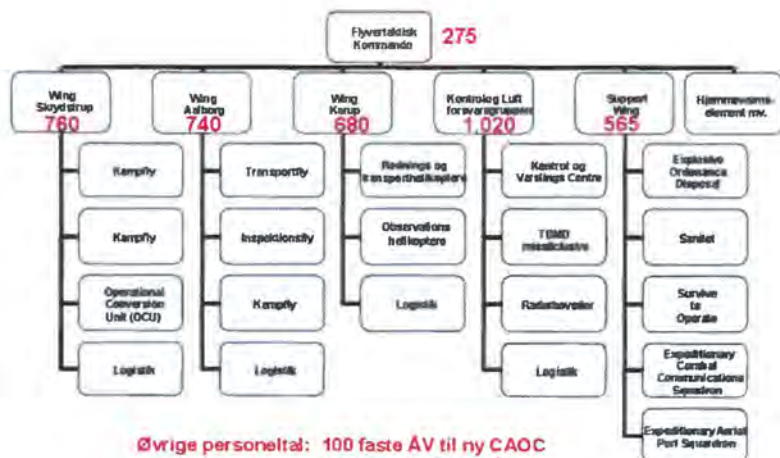 Flyvertaktisk
Kommando
275
Wing
Skrydstrup
760
Wing
Aalborg
740
Wing
Karup
680
Kontrol og Luft
forsvarsgruppen
1.020
Support
Wing
565
Hjemmeværns
element mv.
Kampfly
Kampfly
Operational
Conversion
Unit (OCU)
Logistik
Transportfly
Inspektionsfly
Kampfly
Logistik
Rednings og
transporthelikoptere
Observations
helikoptere
Logistik
Kontrol og
Varslings Centre
TBMD
Logistik
Explosive
Ordonance
Disposal
Sanitet
Survive
to
Operate
Expeditionary
Combat
Communications
Squadron
Expeditionary Aerial
Port Squadron
Øvrige personeltal: 100 faste ÅV til ny CAOC